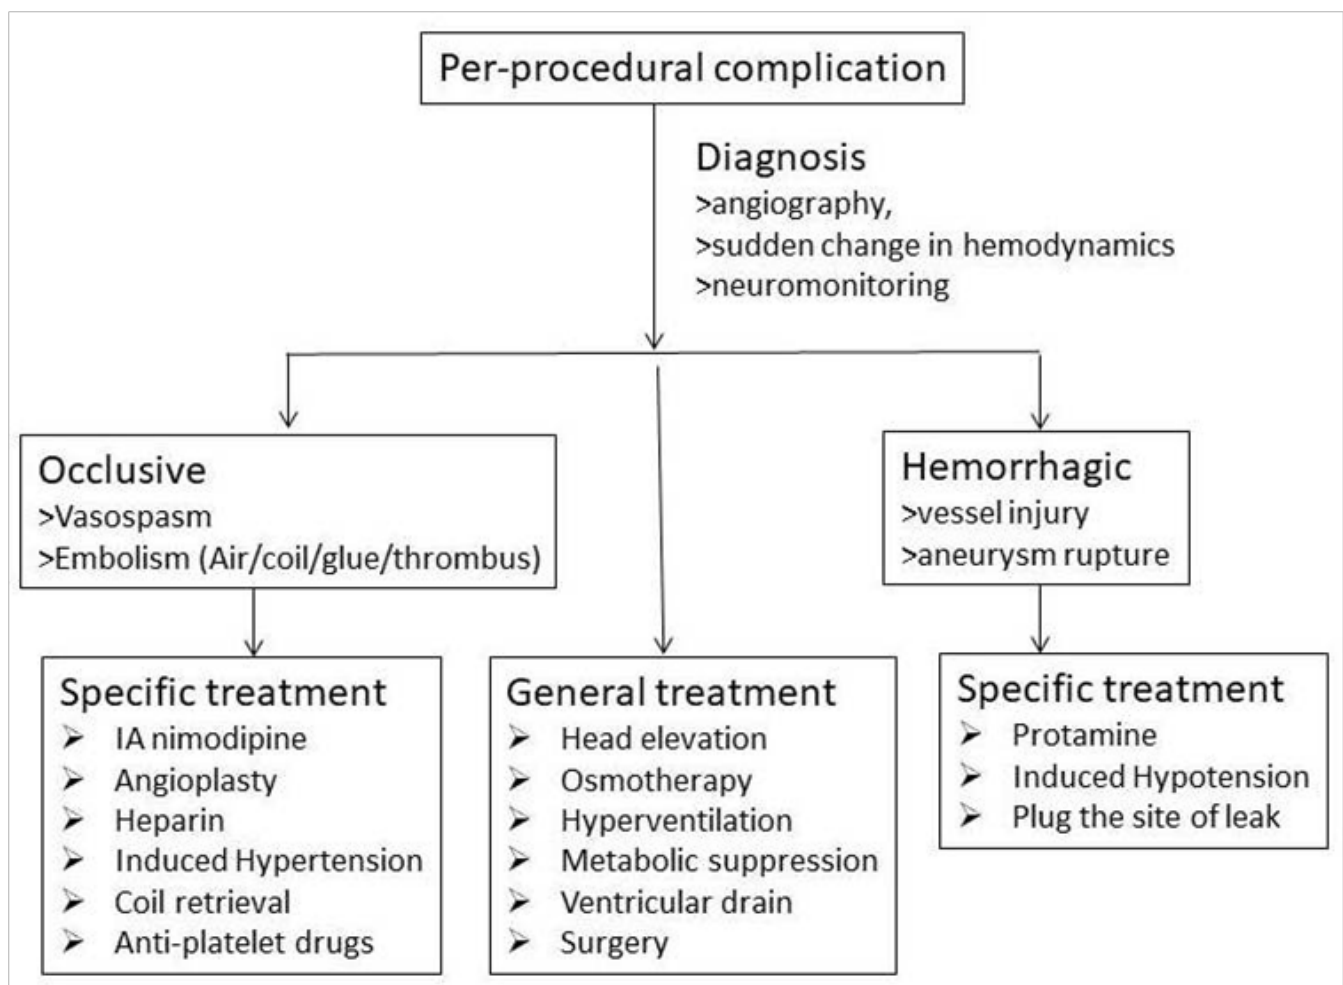 Per-procedural complication
Diagnosis
>angiography,
>sudden change in hemodynamics
>neuromonitoring
Occlusive
>Vasospasm
>Embolism (Air/coil/glue/thrombus)
Hemorrhagic
>vessel injury
>aneurysm rupture
Specific treatment
➢ IA nimodipine
➢ Angioplasty
➢ Heparin
➢ Induced Hypertension
➢ Coil retrieval
➢ Anti-platelet drugs
General treatment
➢ Head elevation
➢ Osmotherapy
➢ Hyperventilation
➢ Metabolic suppression
➢ Ventricular drain
➢ Surgery
Specific treatment
➢ Protamine
➢ Induced Hypotension
➢ Plug the site of leak